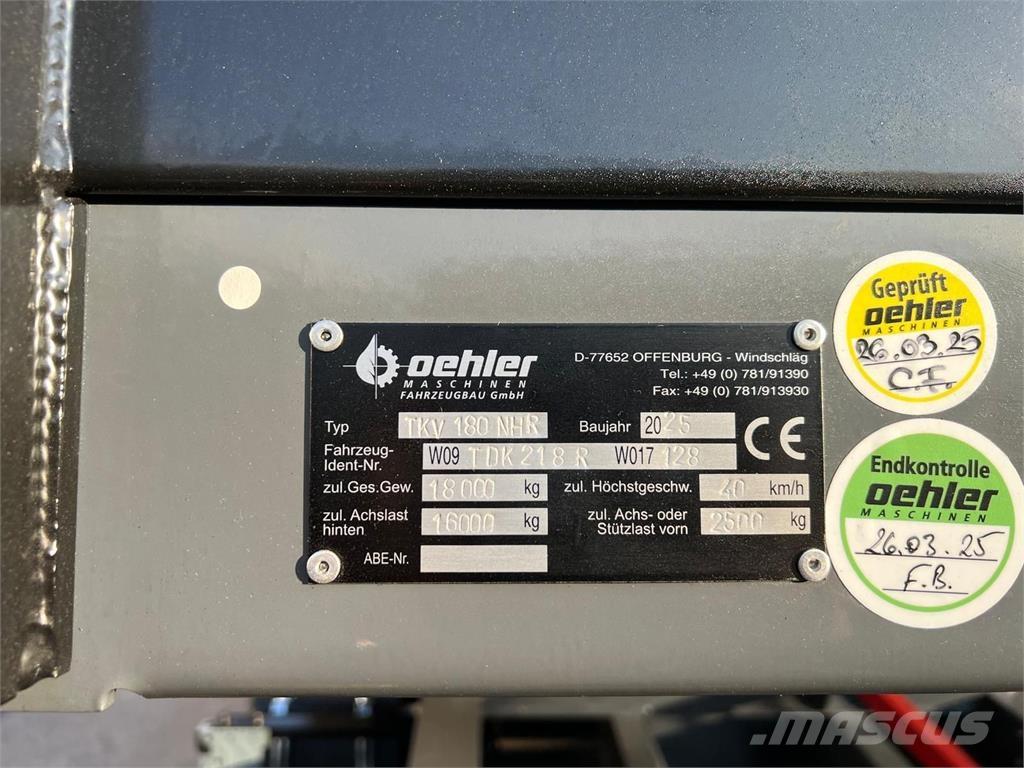 oehler
MASCHINEN
FAHRZEUGBAU GmbH
D-77652 OFFENBURG - Windschläg
Tel.: +49 (0) 781/91390
Fax: +49 (0) 781/913930
Typ TKV 180 NHR Baujahr 2025
Fahrzeug-
Ident-Nr. W09 TDK218 R W017 128
CE
zul.Ges.Gew. 18000 kg zul. Höchstgeschw. 40 km/h
zul. Achslast
hinten 16000 kg
zul. Achs- oder
Stützlast vorn 2500 kg
ABE-Nr.
Geprüft
oehler
MASCHINEN
26.03.25
C.I.
Endkontrolle
oehler
MASCHINEN
26.03.25
F.B.
MASCUS